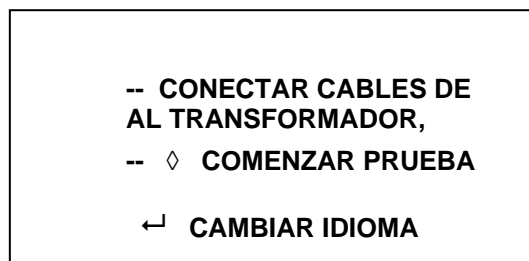 -- CONECTAR CABLES DE
AL TRANSFORMADOR,
-- ◊ COMENZAR PRUEBA
↵ CAMBIAR IDIOMA